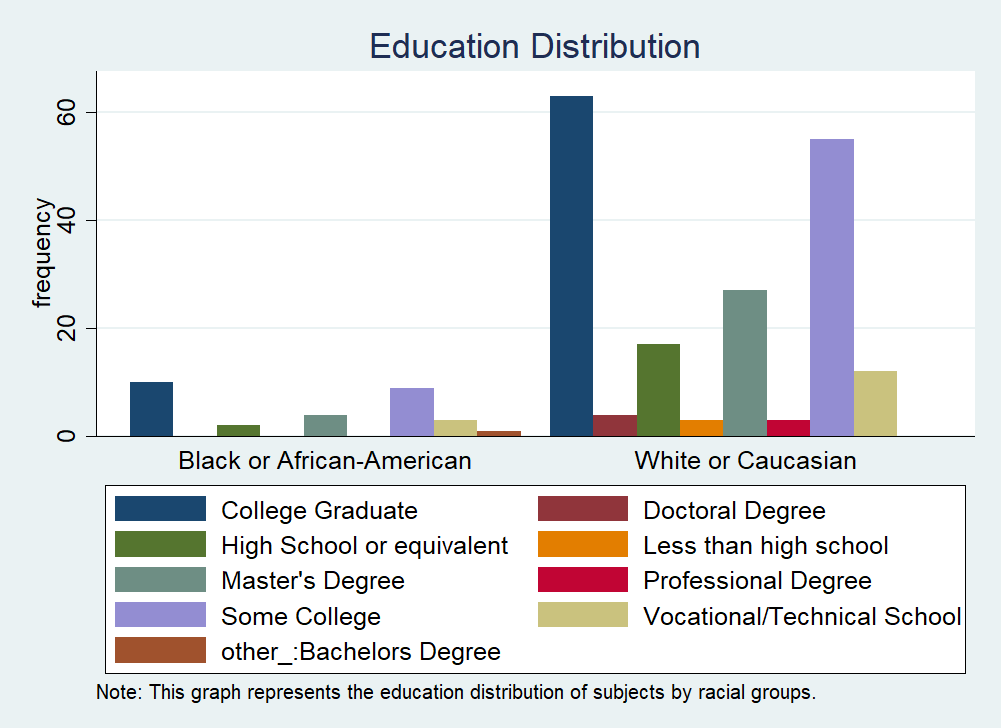 Education Distribution
frequency
60
40
20
0
Black or African-American
White or Caucasian
College Graduate
Doctoral Degree
High School or equivalent
Less than high school
Master's Degree
Professional Degree
Some College
Vocational/Technical School
other_:Bachelors Degree
Note: This graph represents the education distribution of subjects by racial groups.